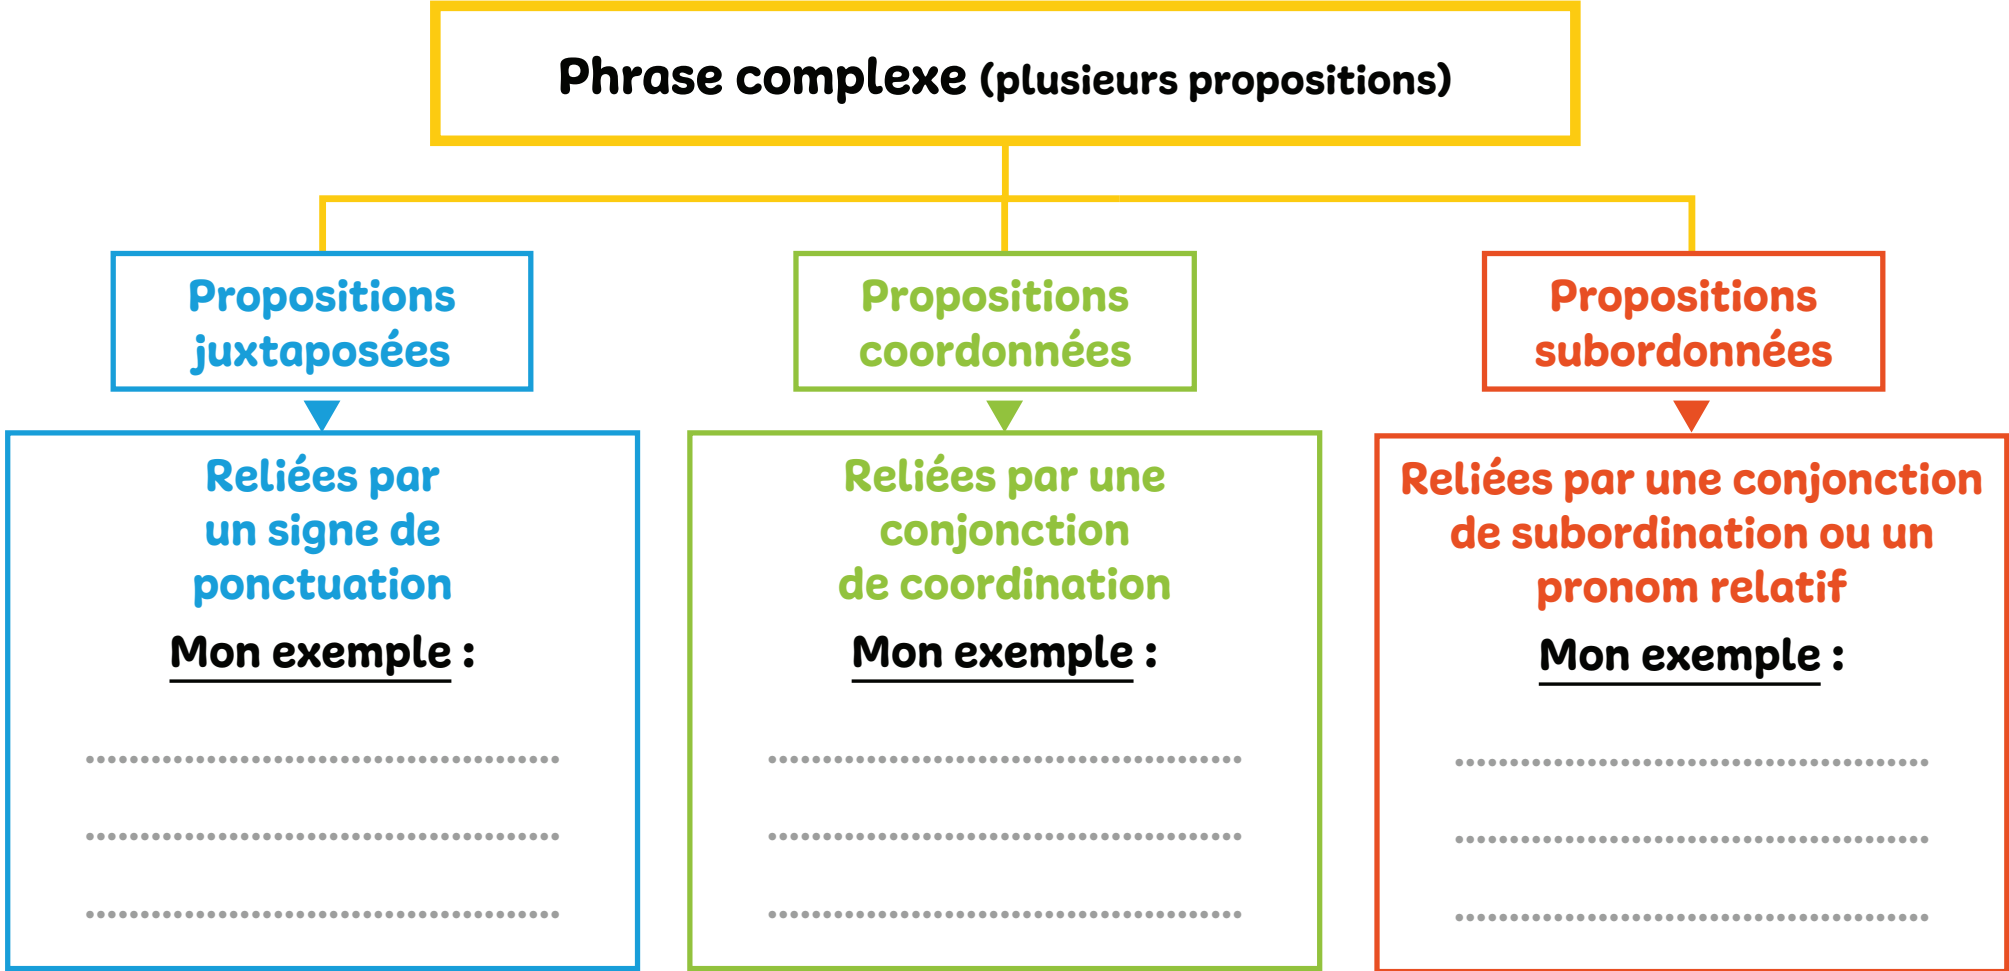 Phrase complexe (plusieurs propositions)
Propositions
juxtaposées
Reliées par
un signe de
ponctuation
Mon exemple :
Propositions
coordonnées
Reliées par une
conjonction
de coordination
Mon exemple :
Propositions
subordonnées
Reliées par une conjonction
de subordination ou un
pronom relatif
Mon exemple :